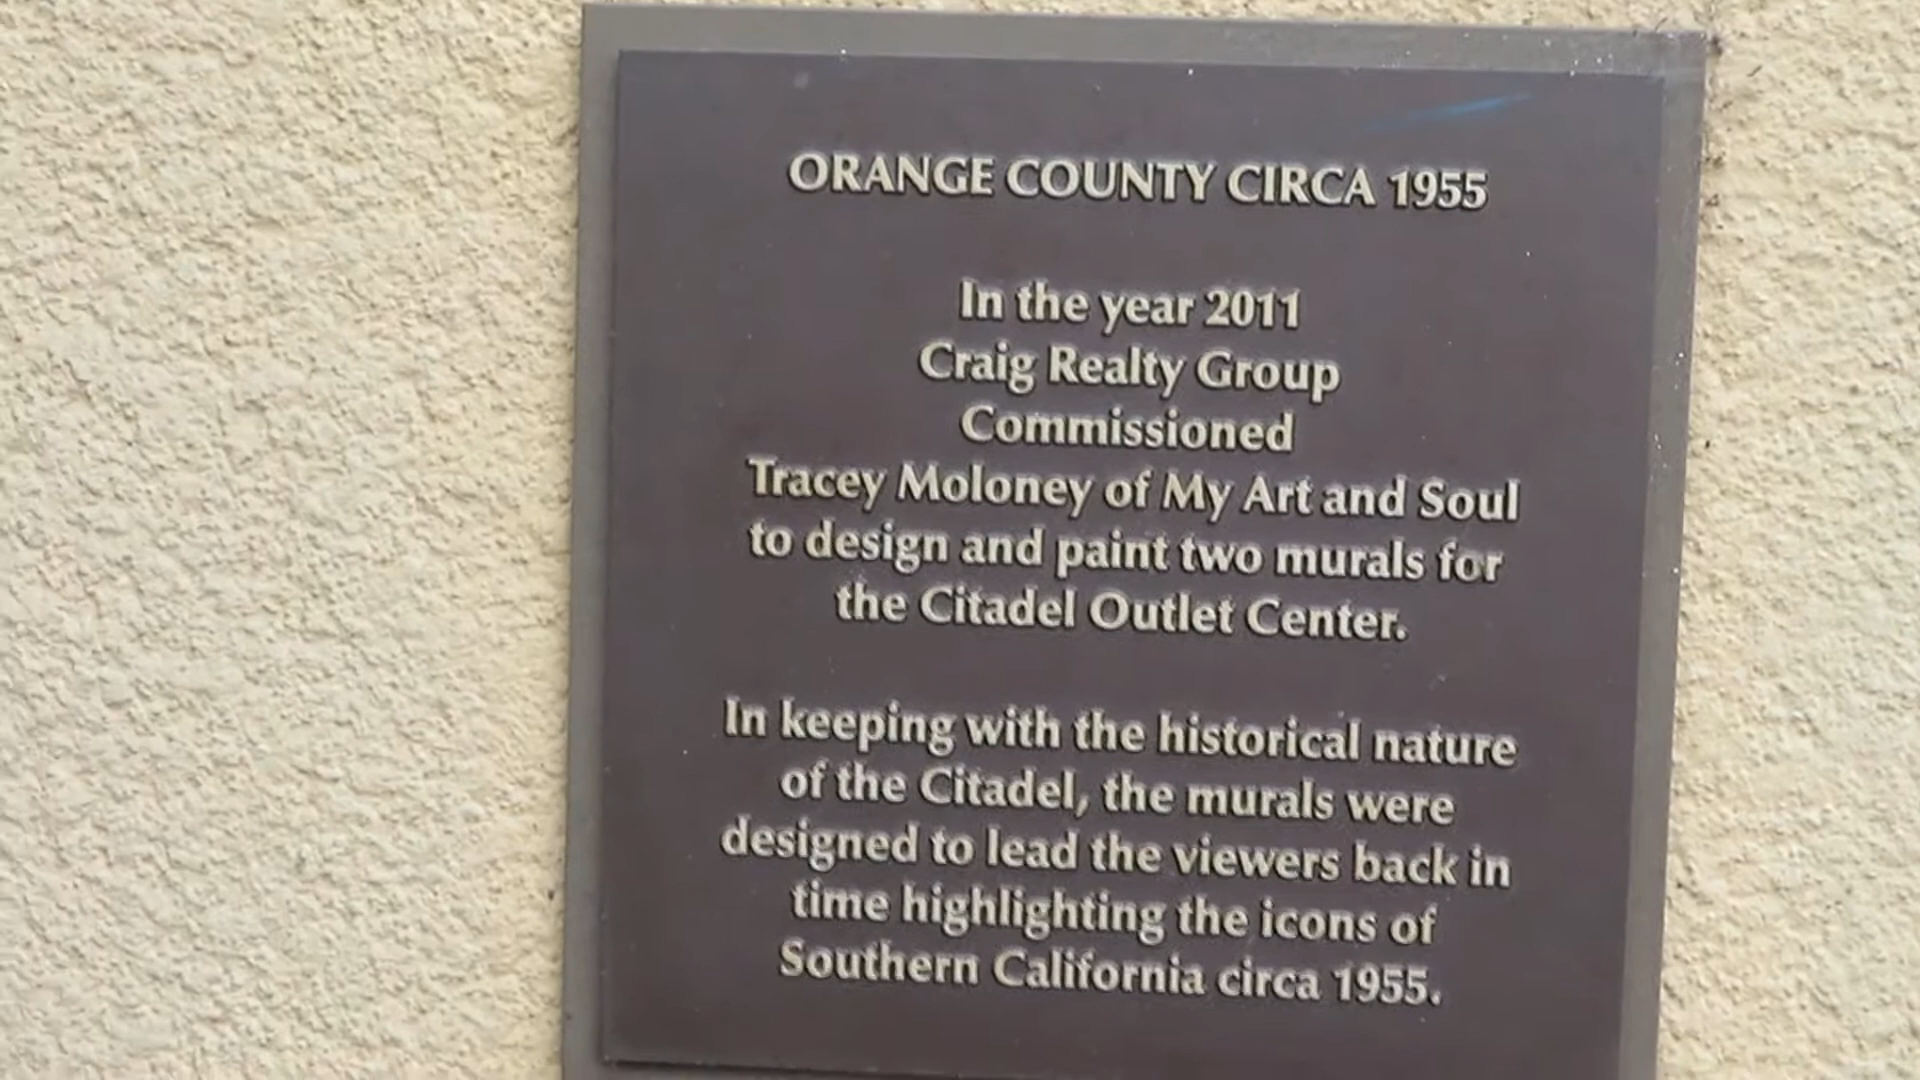 ORANGE COUNTY CIRCA 1955
In the year 2011
Craig Realty Group
Commissioned
Tracey Moloney of My Art and Soul
to design and paint two murals for
the Citadel Outlet Center.
In keeping with the historical nature
of the Citadel, the murals were
designed to lead the viewers back in
time highlighting the icons of
Southern California circa 1955.